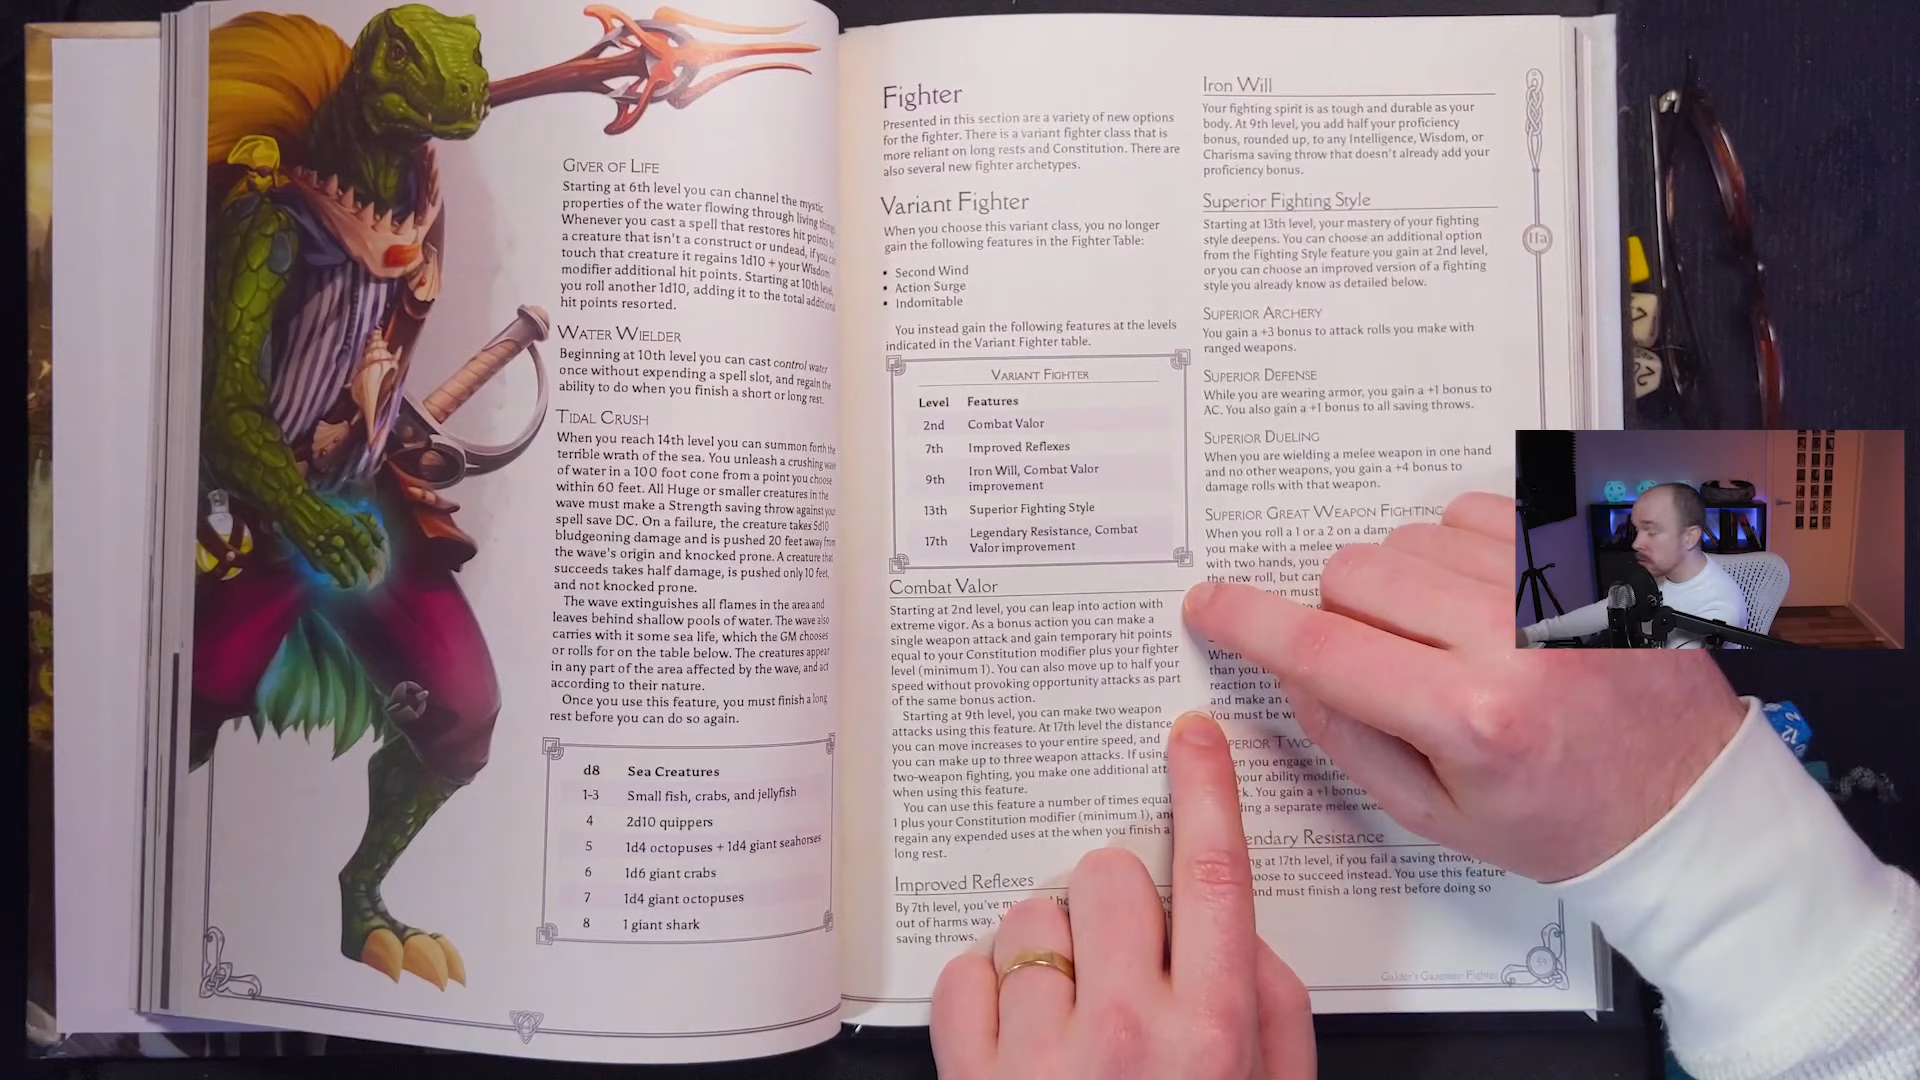 GIVER OF LIFE
Starting at 6th level you can channel the mystic
properties of the water flowing through living things.
Whenever you cast a spell that restores hit points to
a creature that isn't a construct or undead, if you can
touch that creature it regains 1d10 + your Wisdom
modifier additional hit points. Starting at 10th level,
you roll another 1d10, adding it to the total additional
hit points resorted.
WATER WIELDER
Beginning at 10th level you can cast control water
once without expending a spell slot, and regain the
ability to do when you finish a short or long rest.
TIDAL CRUSH
When you reach 14th level you can summon forth the
terrible wrath of the sea. You unleash a crushing wave
of water in a 100 foot cone from a point you choose
within 60 feet. All Huge or smaller creatures in the
wave must make a Strength saving throw against your
spell save DC. On a failure, the creature takes 5d10
bludgeoning damage and is pushed 20 feet away from
the wave's origin and knocked prone. A creature that
succeeds takes half damage, is pushed only 10 feet,
and not knocked prone.
The wave extinguishes all flames in the area and
leaves behind shallow pools of water. The wave also
carries with it some sea life, which the GM chooses
or rolls for on the table below. The creatures appear
in any part of the area affected by the wave, and act
according to their nature.
Once you use this feature, you must finish a long
rest before you can do so again.
d8 Sea Creatures
1-3 Small fish, crabs, and jellyfish
4 2d10 quippers
5 1d4 octopuses + 1d4 giant seahorses
6 1d6 giant crabs
7 1d4 giant octopuses
8 1 giant shark
Fighter
Presented in this section are a variety of new options
for the fighter. There is a variant fighter class that is
more reliant on long rests and Constitution. There are
also several new fighter archetypes.
Variant Fighter
When you choose this variant class, you no longer
gain the following features in the Fighter Table:
• Second Wind
• Action Surge
• Indomitable
You instead gain the following features at the levels
indicated in the Variant Fighter table.
VARIANT FIGHTER
Level Features
2nd Combat Valor
7th Improved Reflexes
9th Iron Will, Combat Valor
improvement
13th Superior Fighting Style
17th Legendary Resistance, Combat
Valor improvement
Combat Valor
Starting at 2nd level, you can leap into action with
extreme vigor. As a bonus action you can make a
single weapon attack and gain temporary hit points
equal to your Constitution modifier plus your fighter
level (minimum 1). You can also move up to half your
speed without provoking opportunity attacks as part
of the same bonus action.
Starting at 9th level, you can make two weapon
attacks using this feature. At 17th level the distance
you can move increases to your entire speed, and
you can make up to three weapon attacks. If using
two-weapon fighting, you make one additional att
when using this feature.
You can use this feature a number of times equal
1 plus your Constitution modifier (minimum 1), and
regain any expended uses at the when you finish a
long rest.
Improved Reflexes
By 7th level, you've
out of harms way.
saving throws.
Iron Will
Your fighting spirit is as tough and durable as your
body. At 9th level, you add half your proficiency
bonus, rounded up, to any Intelligence, Wisdom, or
Charisma saving throw that doesn't already add your
proficiency bonus.
Superior Fighting Style
Starting at 13th level, your mastery of your fighting
style deepens. You can choose an additional option
from the Fighting Style feature you gain at 2nd level,
or you can choose an improved version of a fighting
style you already know as detailed below.
SUPERIOR ARCHERY
You gain a +3 bonus to attack rolls you make with
ranged weapons.
SUPERIOR DEFENSE
While you are wearing armor, you gain a +1 bonus to
AC. You also gain a +1 bonus to all saving throws.
SUPERIOR DUELING
When you are wielding a melee weapon in one hand
and no other weapons, you gain a +4 bonus to
damage rolls with that weapon.
SUPERIOR GREAT WEAPON FIGHTING
When you roll a 1 or a 2 on a dama
you make with a melee
with two hands, you c
the new roll, but can
must
When
than you
reaction to
and make an
You must be wi
you engage in
your ability modifie
You gain a +1 bonus
a separate melee
Resistance
at 17th level, if you fail a saving throw,
to succeed instead. You use this feature
and must finish a long rest before doing so
11a
Galder's Gazetteer·Fighter